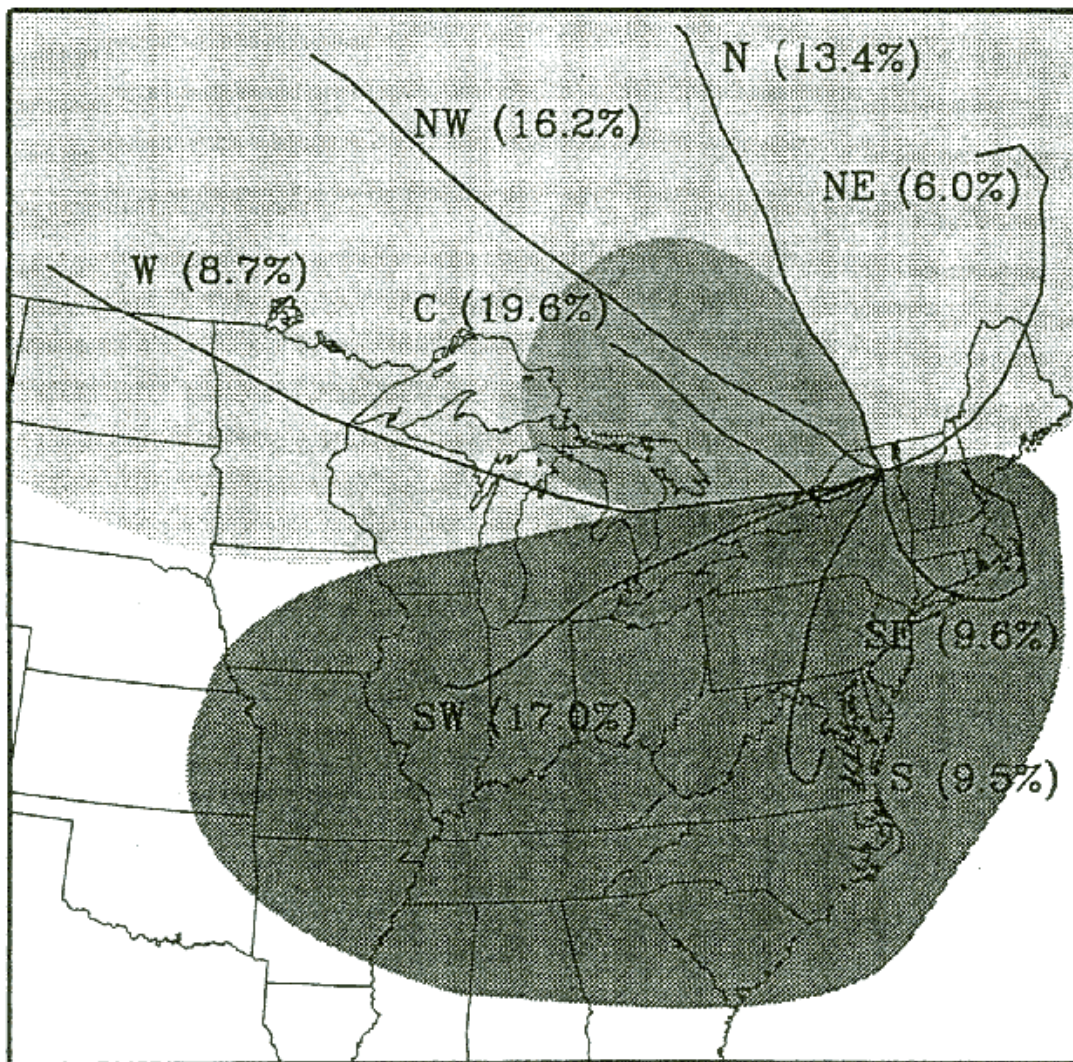 N (13.4%)
NW (16.2%)
NE (6.0%)
W (8.7%)
C (19.6%)
SE (9.6%)
SW (17.0%)
S (9.5%)